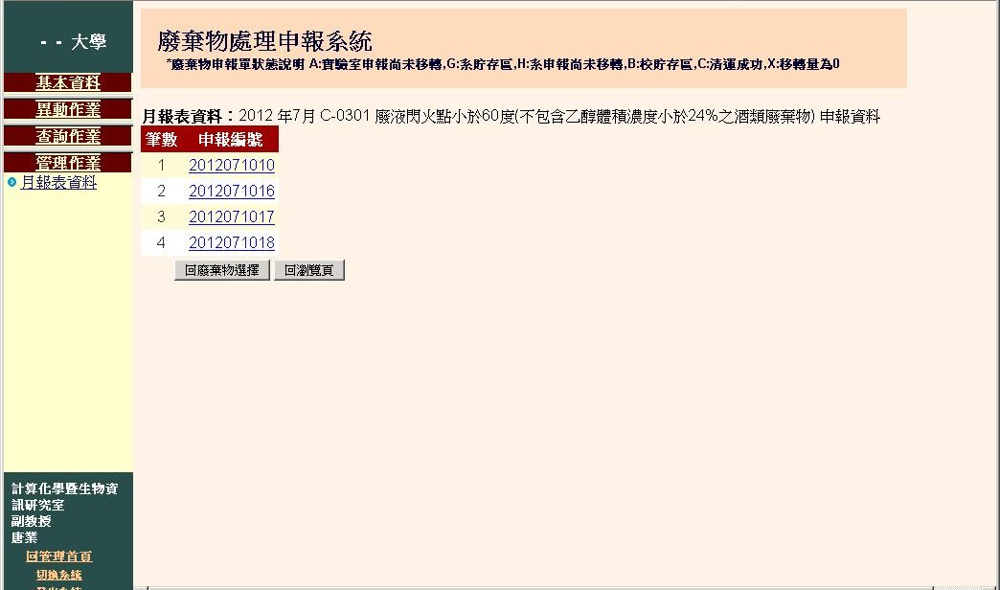 - - 大學
基本資料
異動作業
查詢作業
管理作業
月報表資料
計算化學暨生物資
訊研究室
副教授
唐業
回管理首頁
切換系統
廢棄物處理申報系統
*廢棄物申報單狀態說明 A:實驗室申報尚未移轉,G:系貯存區,H:系申報尚未移轉,B:校貯存區,C:清運成功,X:移轉量為0
月報表資料：2012 年7月 C-0301 廢液閃火點小於60度(不包含乙醇體積濃度小於24%之酒類廢棄物) 申報資料
筆數 申報編號
1 2012071010
2 2012071016
3 2012071017
4 2012071018
回廢棄物選擇 回瀏覽頁